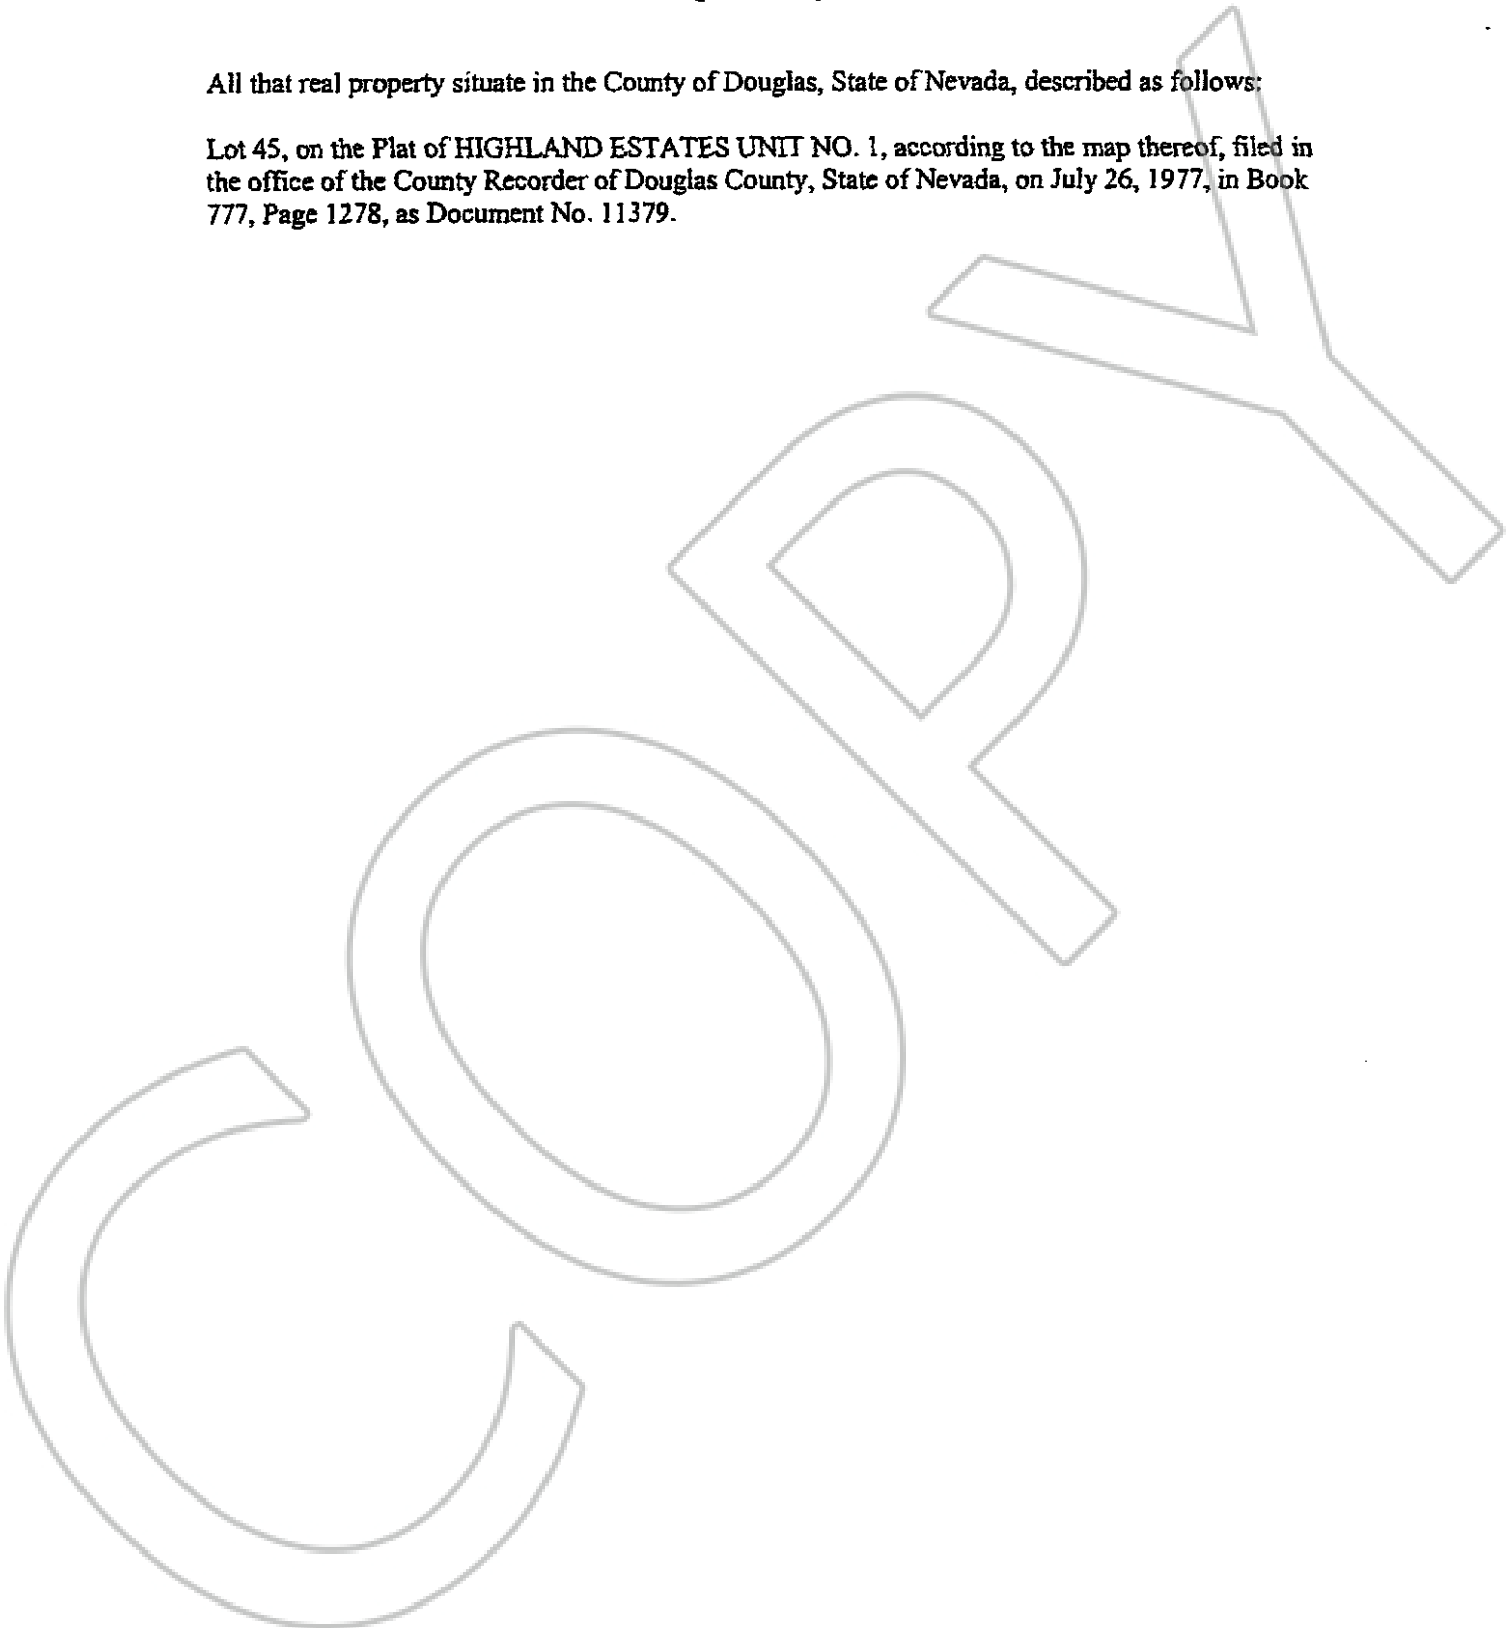 All that real property situate in the County of Douglas, State of Nevada, described as follows:
Lot 45, on the Plat of HIGHLAND ESTATES UNIT NO. 1, according to the map thereof, filed in
the office of the County Recorder of Douglas County, State of Nevada, on July 26, 1977, in Book
777, Page 1278, as Document No. 11379.
COPY